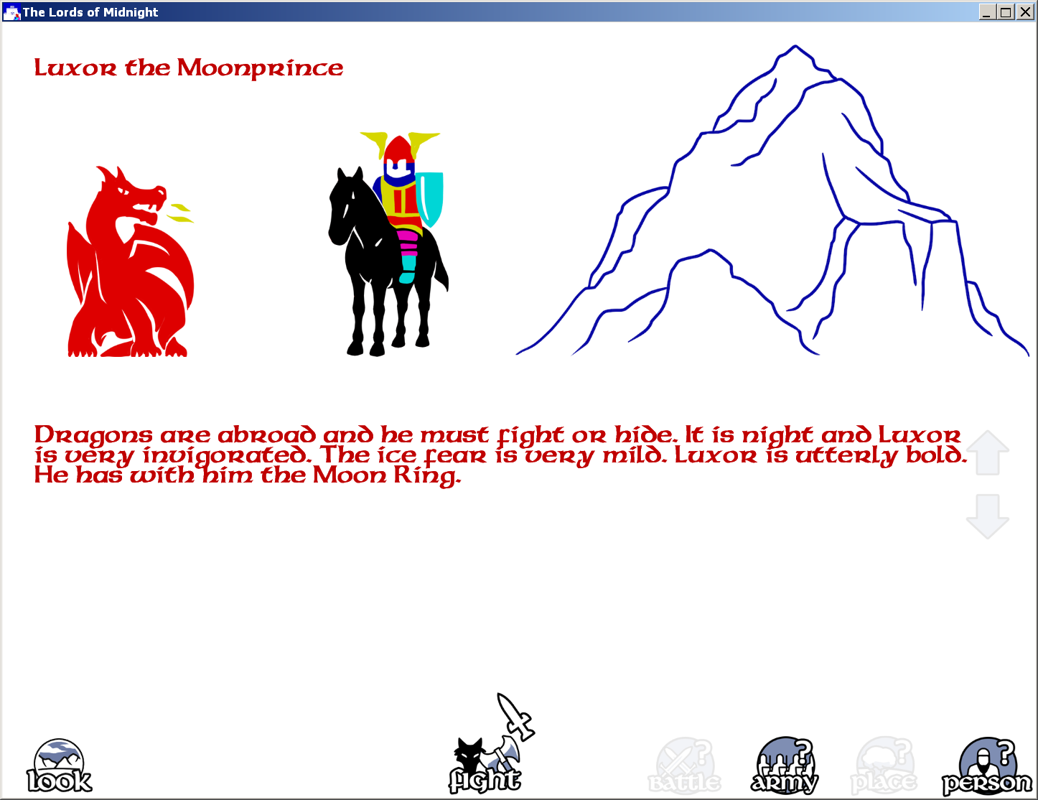 The Lords of Midnight
Luxor the Moonprince
Dragons are abroad and he must fight or hide. It is night and Luxor
is very invigorated. The ice fear is very mild. Luxor is utterly bold.
He has with him the Moon Ring.
look
fight
Battle
army
place
person